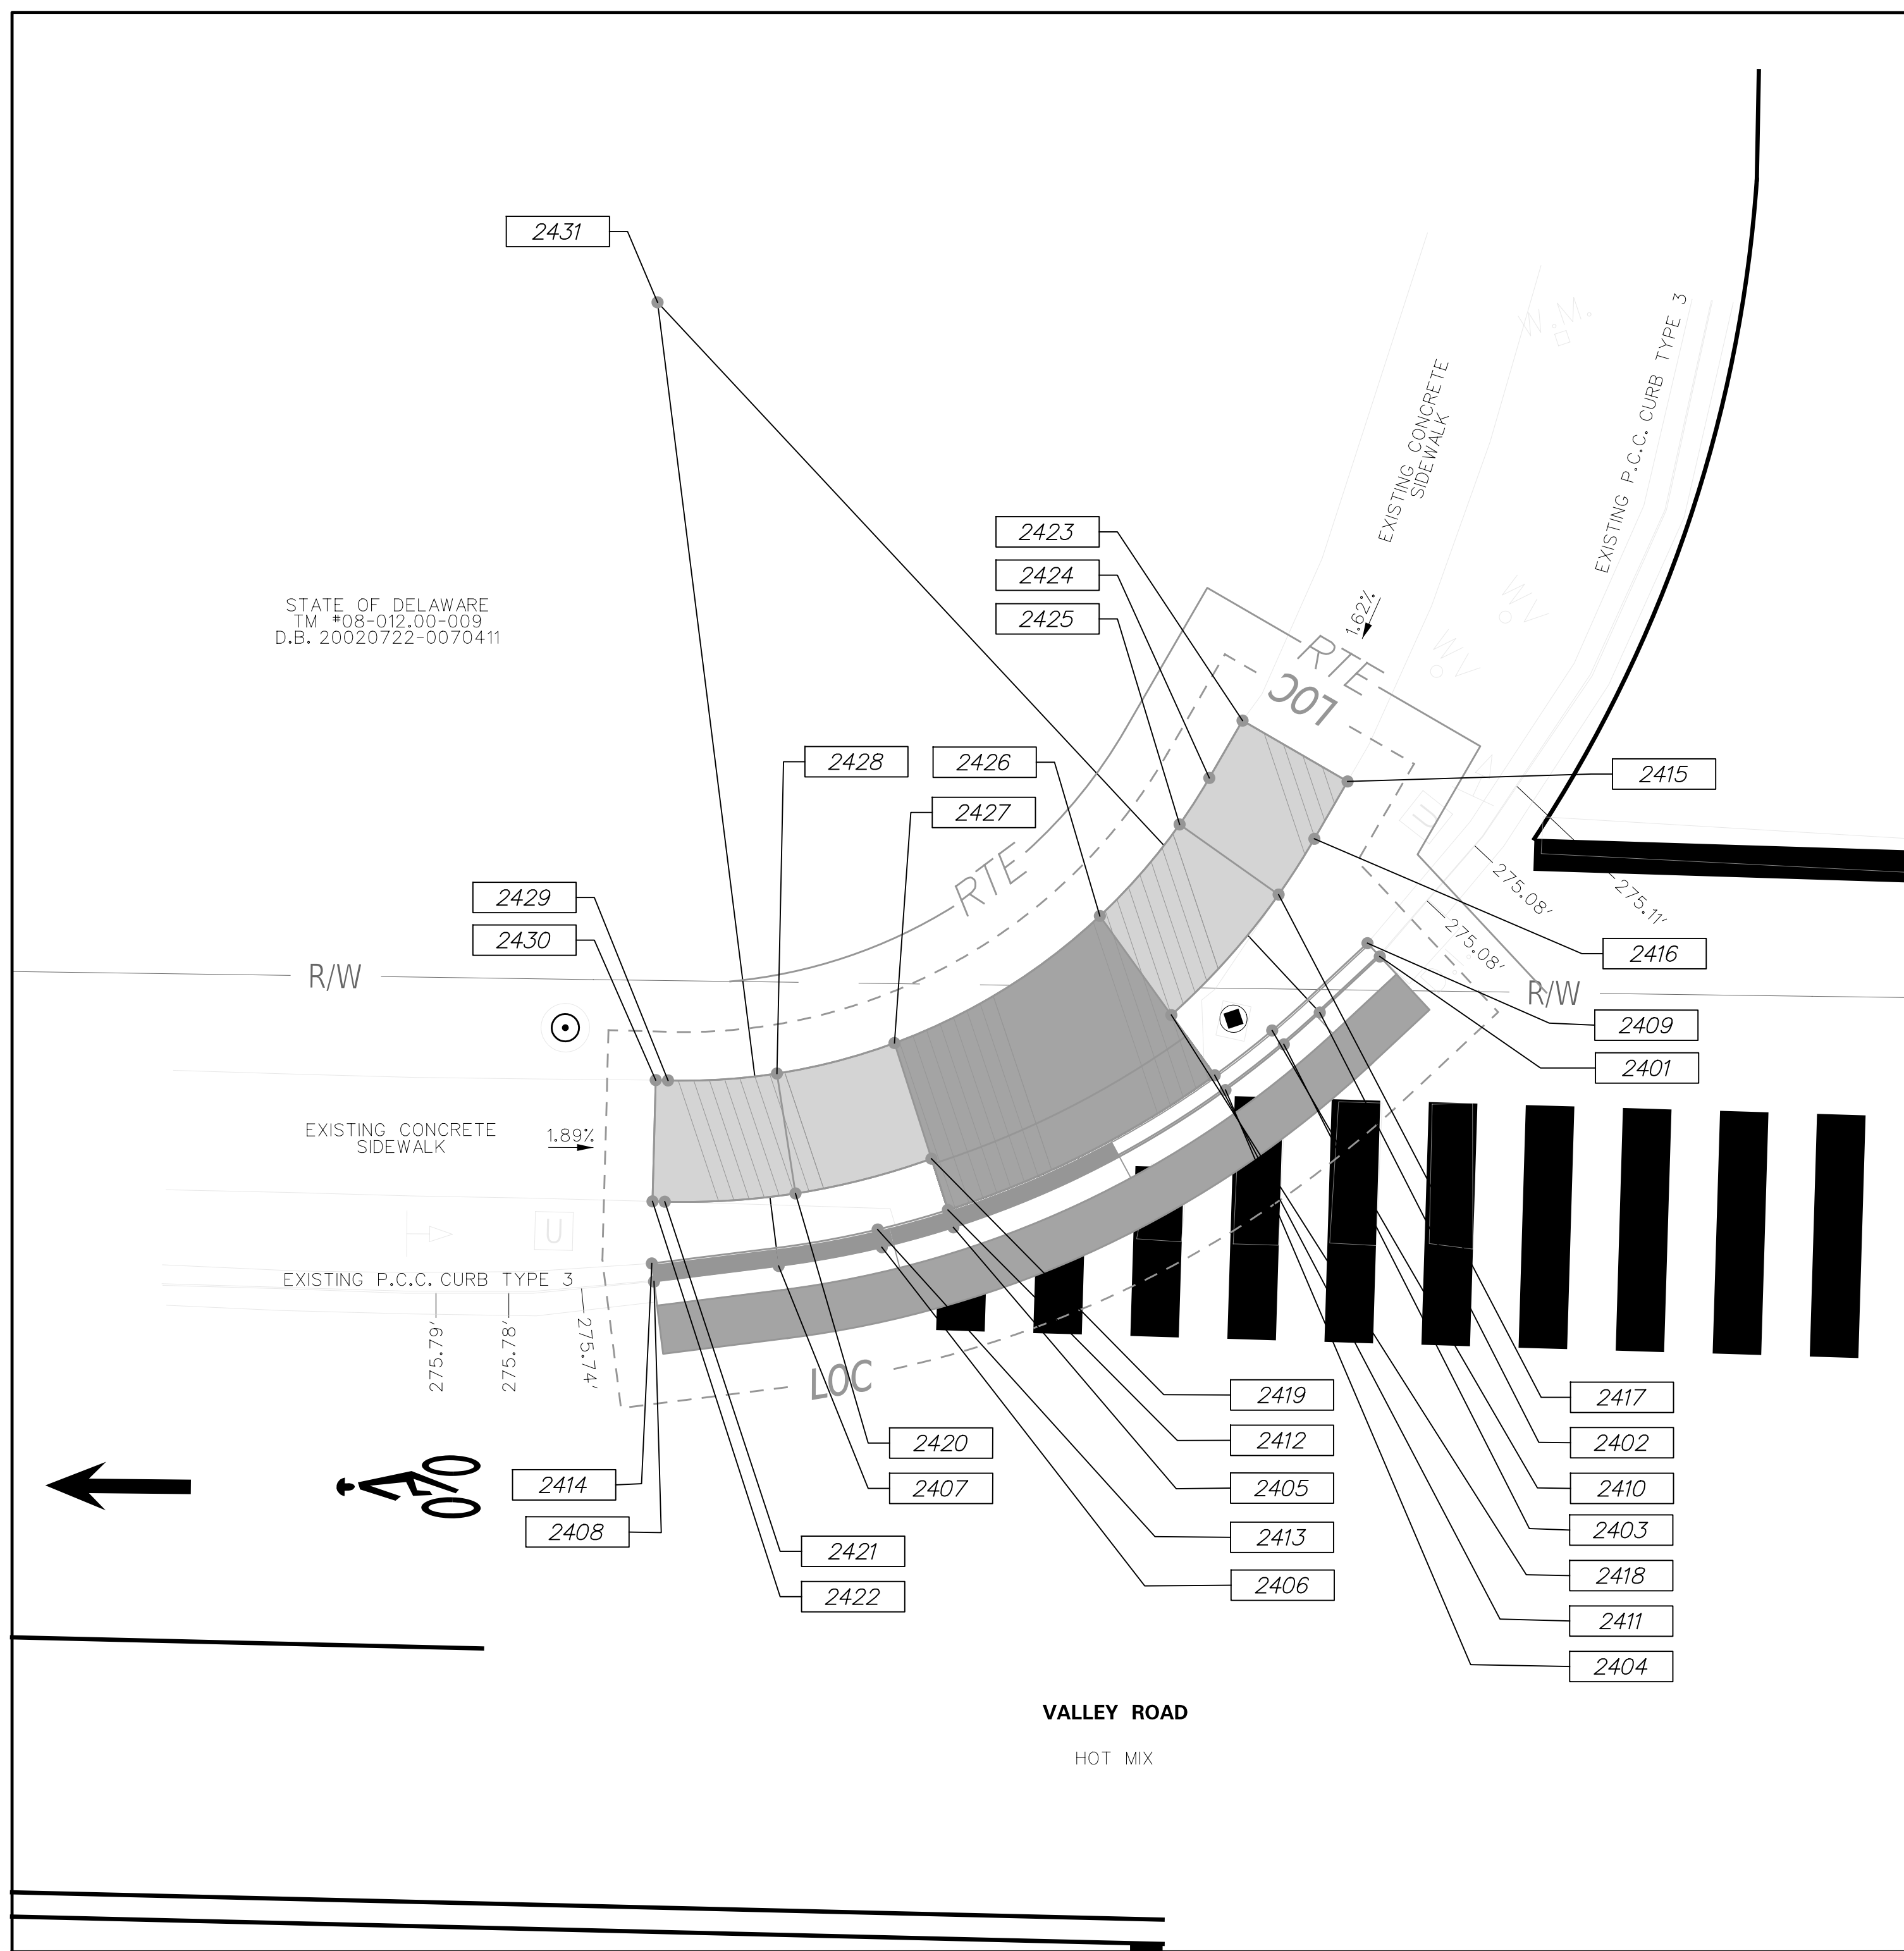 2431
W.M.
EXISTING P.C.C. CURB TYPE 3
EXISTING CONCRETE
SIDEWALK
2423
2424
2425
1.62%
W.V.
W.V.
STATE OF DELAWARE
TM #08-012.00-009
D.B. 20020722-0070411
RTE
LOC
2428
2426
2415
2427
U
RTE
275.08'
275.11'
2429
2430
275.08'
2416
R/W
R/W
2409
2401
EXISTING CONCRETE
SIDEWALK
1.89%
U
EXISTING P.C.C. CURB TYPE 3
275.79'
275.78'
275.74'
LOC
2419
2417
2412
2402
2420
2414
2407
2405
2410
2408
2413
2403
2421
2406
2418
2422
2411
2404
VALLEY ROAD
HOT MIX